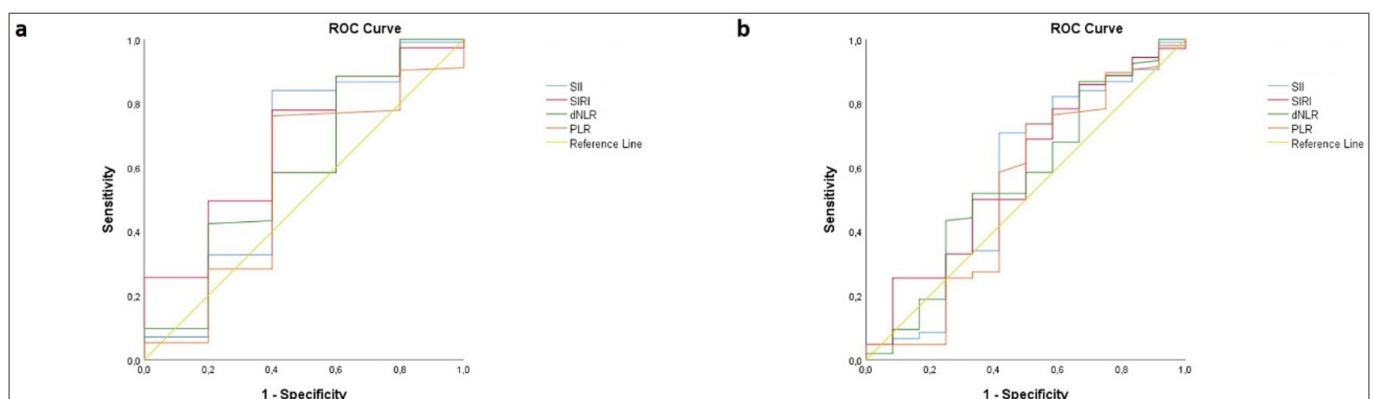 a
ROC Curve
1,0
0,8
0,6
0,4
0,2
0,0
Sensitivity
0,0 0,2 0,4 0,6 0,8 1,0
1 - Specificity
SII
SIRI
dNLR
PLR
Reference Line
b
ROC Curve
1,0
0,8
0,6
0,4
0,2
0,0
Sensitivity
0,0 0,2 0,4 0,6 0,8 1,0
1 - Specificity
SII
SIRI
dNLR
PLR
Reference Line